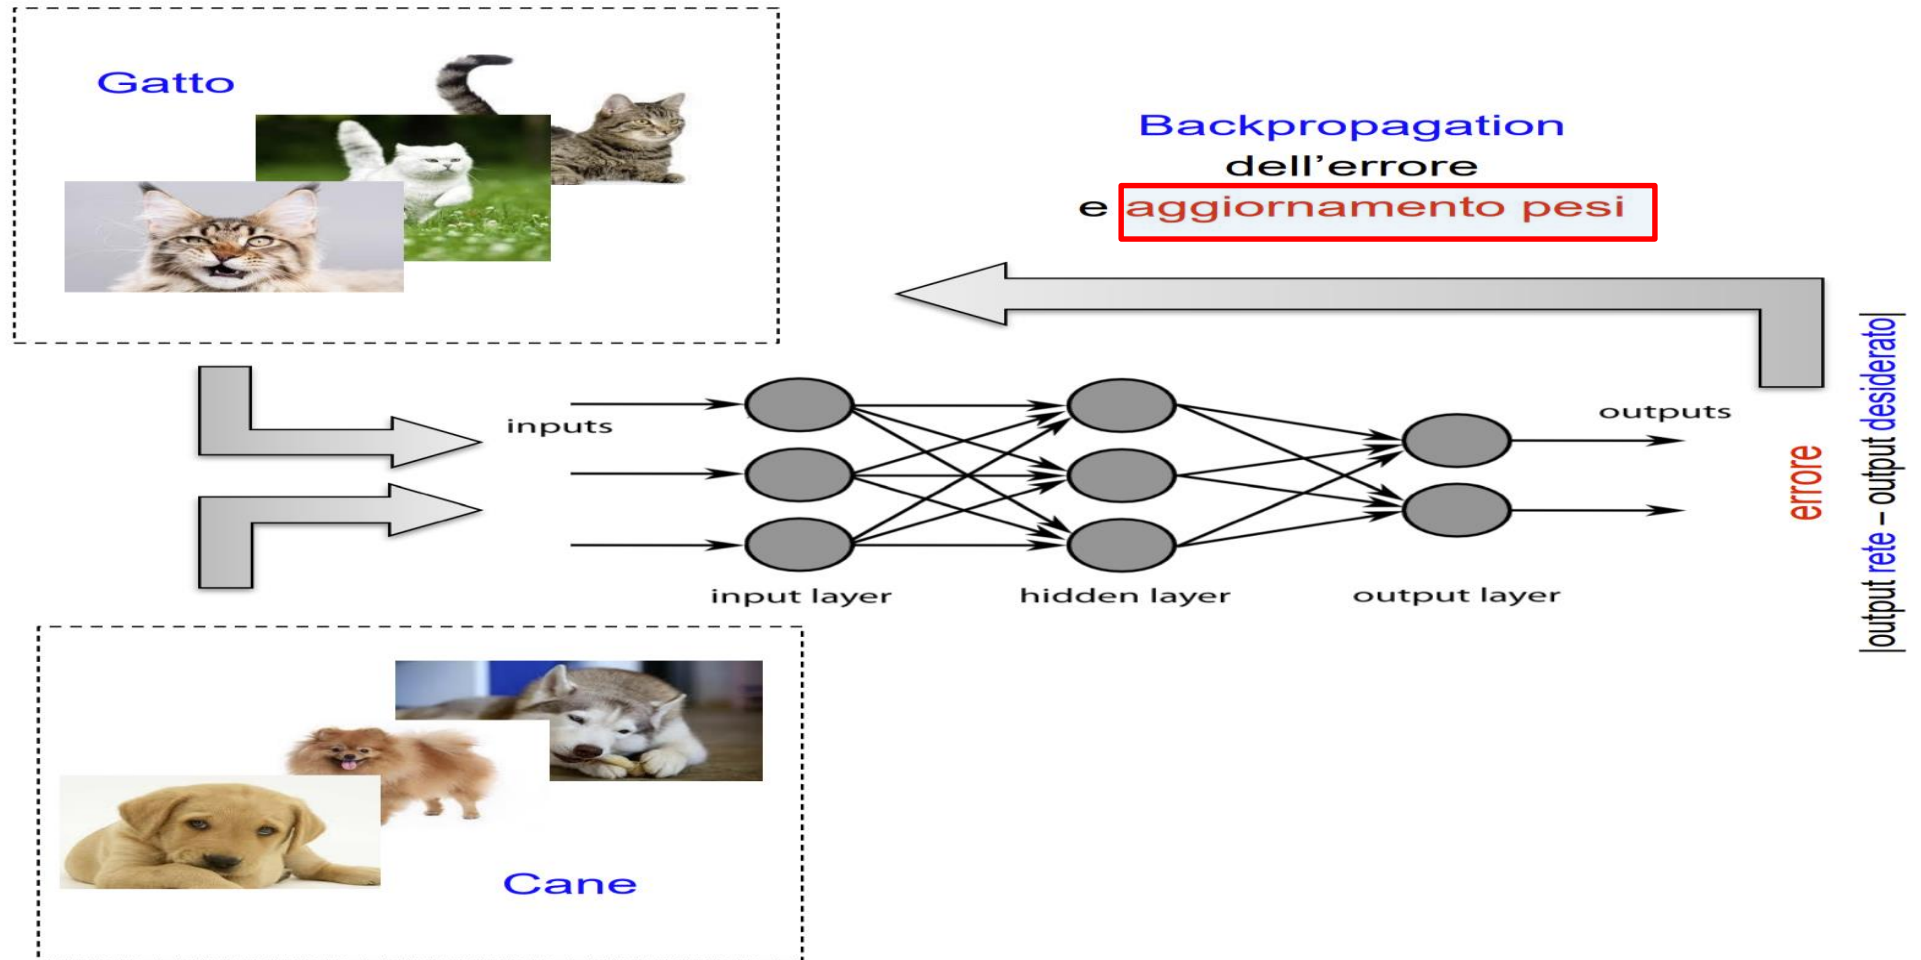 Gatto
Backpropagation
dell'errore
e aggiornamento pesi
inputs
outputs
input layer
hidden layer
output layer
errore
|output rete – output desiderato|
Cane